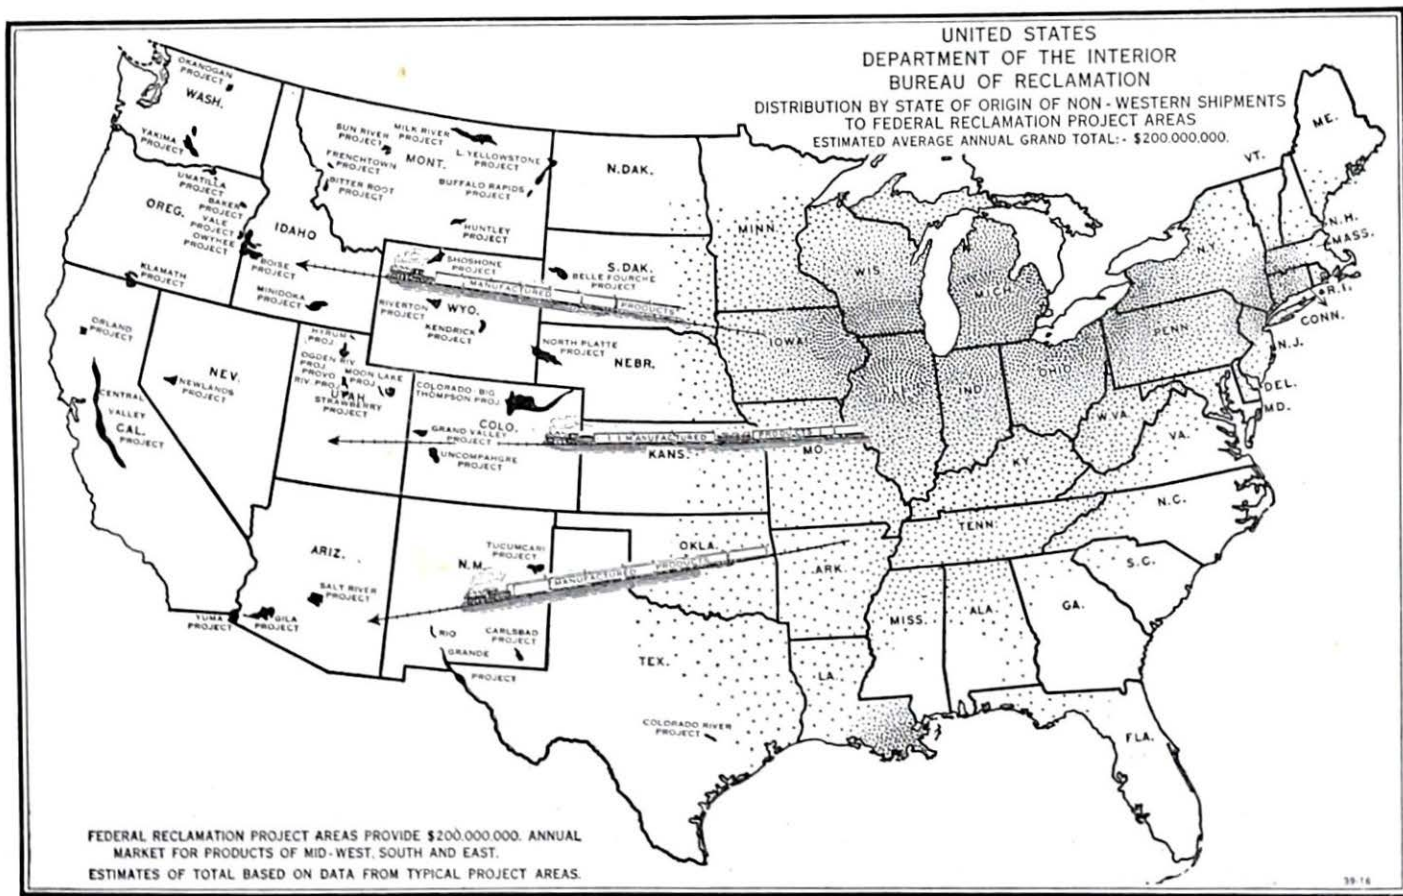 UNITED STATES
DEPARTMENT OF THE INTERIOR
BUREAU OF RECLAMATION
DISTRIBUTION BY STATE OF ORIGIN OF NON-WESTERN SHIPMENTS
TO FEDERAL RECLAMATION PROJECT AREAS
ESTIMATED AVERAGE ANNUAL GRAND TOTAL:- $200,000,000.
OKANOGAN
PROJECT
WASH.
YAKIMA
PROJECT
UMATILLA
PROJECT
BAKER
PROJECT
OREG.
VALE
PROJECT
OWYHEE
PROJECT
KLAMATH
PROJECT
IDAHO
BOISE
PROJECT
MINIDOKA
PROJECT
SUN RIVER
PROJECT
MILK RIVER
PROJECT
MONT.
L. YELLOWSTONE
PROJECT
FRENCHTOWN
PROJECT
BITTER ROOT
PROJECT
BUFFALO RAPIDS
PROJECT
HUNTLEY
PROJECT
SHOSHONE
PROJECT
MANUFACTURED PRODUCTS
RIVERTON
PROJECT
WYO.
KENDRICK
PROJECT
N.DAK.
S.DAK.
BELLE FOURCHE
PROJECT
NORTH PLATTE
PROJECT
NEBR.
ORLAND
PROJECT
CENTRAL
VALLEY
CAL.
PROJECT
NEV.
NEWLANDS
PROJECT
HYRUM
PROJ.
OGDEN RIV.
PROJ.
MOON LAKE
PROJ.
PROVO
RIV. PROJ.
UTAH
STRAWBERRY
PROJECT
COLORADO-BIG
THOMPSON PROJ.
COLO.
GRAND VALLEY
PROJECT
UNCOMPAHGRE
PROJECT
MANUFACTURED PRODUCTS
KANS.
MO.
ARIZ.
SALT RIVER
PROJECT
YUMA
PROJECT
GILA
PROJECT
N.M.
TUCUMCARI
PROJECT
MANUFACTURED PRODUCTS
RIO
GRANDE
PROJECT
CARLSBAD
PROJECT
OKLA.
TEX.
COLORADO RIVER
PROJECT
ARK.
LA.
MISS.
ALA.
GA.
FLA.
S.C.
N.C.
TENN.
KY.
VA.
W.VA.
MINN.
WIS.
MICH.
IOWA
ILL.
IND.
OHIO
PENN.
N.Y.
VT.
ME.
N.H.
MASS.
R.I.
CONN.
N.J.
DEL.
MD.
FEDERAL RECLAMATION PROJECT AREAS PROVIDE $200,000,000. ANNUAL
MARKET FOR PRODUCTS OF MID-WEST, SOUTH AND EAST.
ESTIMATES OF TOTAL BASED ON DATA FROM TYPICAL PROJECT AREAS.
39-16